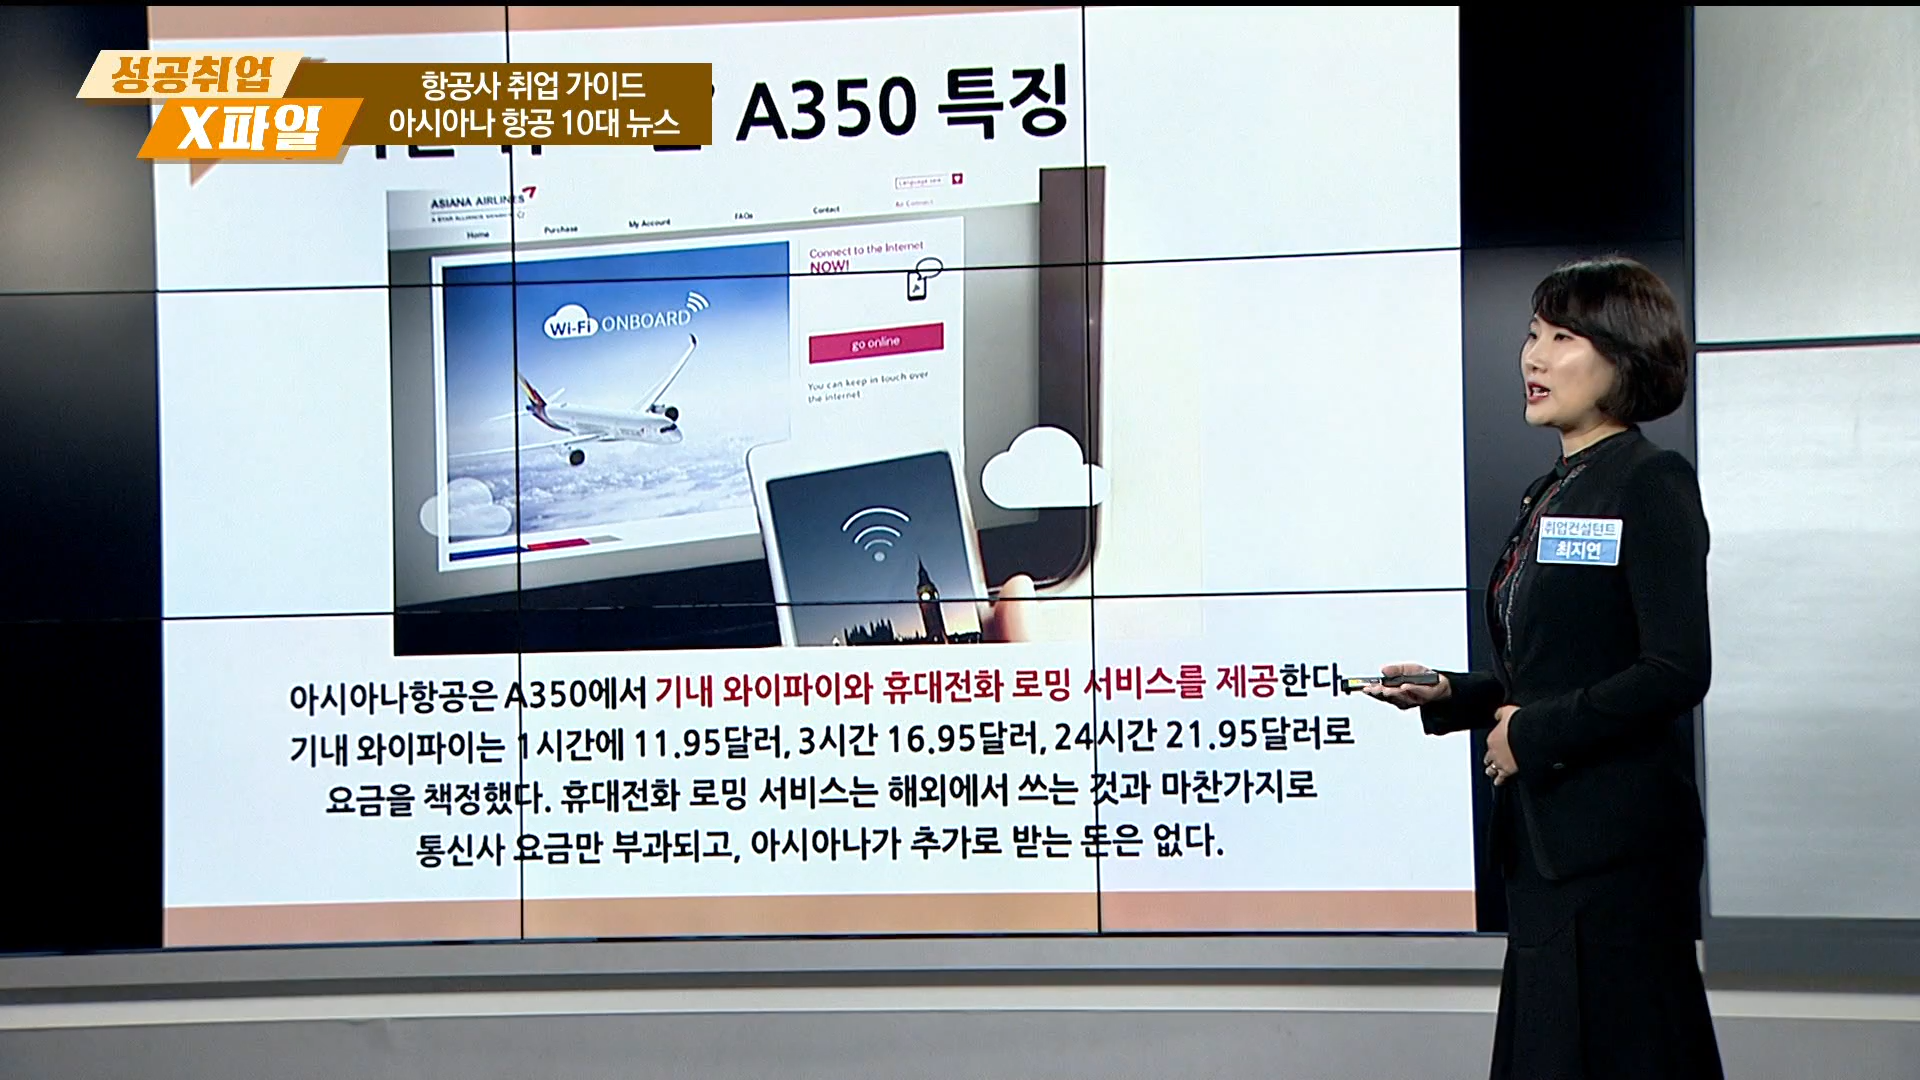 성공취업
X파일
항공사 취업 가이드
아시아나 항공 10대 뉴스
A350 특징
ASIANA AIRLINES
Home Purchase My Account FAQs Contact
Connect to the Internet
NOW!
Wi-Fi ONBOARD
go online
You can keep in touch over
the internet
취업컨설턴트
최지연
아시아나항공은 A350에서 기내 와이파이와 휴대전화 로밍 서비스를 제공한다.
기내 와이파이는 1시간에 11.95달러, 3시간 16.95달러, 24시간 21.95달러로
요금을 책정했다. 휴대전화 로밍 서비스는 해외에서 쓰는 것과 마찬가지로
통신사 요금만 부과되고, 아시아나가 추가로 받는 돈은 없다.